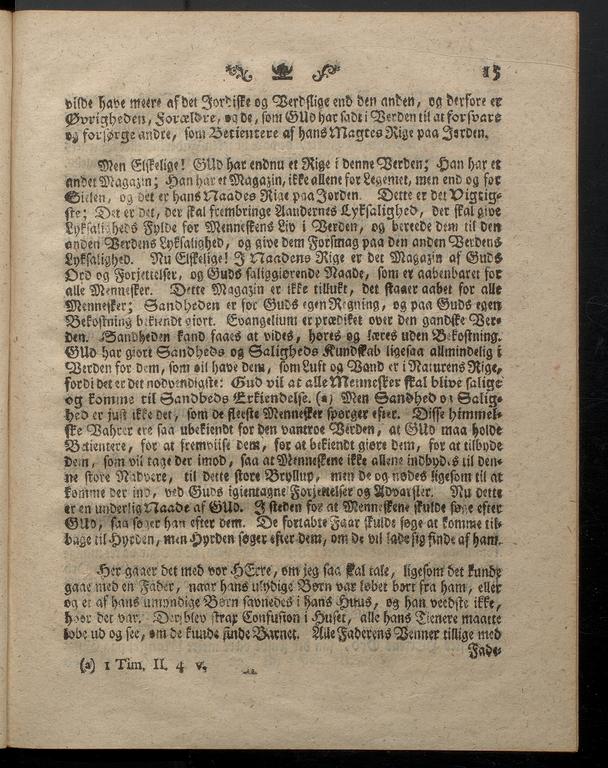 15
vilde have meere af det Jordiske og Verdslige end den anden, og derfore er
Øvrigheden, Forældre, og de, som GUd har sadt i Verden til at forsvare
og forsørge andre, som Betientere af hans Magtes Rige paa Jorden.
Men Elskelige! GUd har endnu et Rige i denne Verden; Han har et
andet Magazin; Han har et Magazin, ikke allene for Legemet, men end og for
Sielen, og det er hans Naades Rige paa Jorden. Dette er det Vigtig-
ste; Det er det, der skal frembringe Aandernes Lyksalighed, der skal give
Lyksaligheds Fylde for Menneskens Liv i Verden, og bereede dem til den
anden Verdens Lyksalighed, og give dem Forsmag paa den anden Verdens
Lyksalighed. Nu Elskelige! I Naadens Rige er det Magazin af Guds
Ord og Forjettelser, og Guds saliggiørende Naade, som er aabenbaret for
alle Mennesker. Dette Magazin er ikke tillukt, det staaer aabet for alle
Mennesker; Sandheden er for Guds egen Regning, og paa Guds egen
Bekostning bekiendt giort. Evangelium er prædiket over den gandske Ver-
den. Sandheden kand faaes at vides, høres og læres uden Bekostning.
GUd har giort Sandheds og Saligheds Kundskab ligesaa allmindelig i
Verden for dem, som vil have dem, som Luft og Vand er i Naturens Rige,
fordi det er det nødvendigste: Gud vil at alle Mennesker skal blive salige
og komme til Sandheds Erkiendelse. (a) Men Sandhed og Salig-
hed er just ikke det, som de fleeste Mennesker spørger efter. Disse himmel-
ske Vahrer ere saa ubekiendt for den vantroe Verden, at GUd maa holde
Betientere, for at fremviise dem, for at bekiendt giøre dem, for at tilbyde
dem, som vil tage der imod, saa at Menneskene ikke allene indbydes til den-
ne store Nadvere, til dette store Bryllup, men de og nødes ligesom til at
komme der ind, ved Guds igientagne Forjettelser og Advarsler. Nu dette
er en underlig Naade af GUd. I steden for at Menneskene skulde søge efter
GUd, saa søger han efter dem. De fortabte Faar skulde søge at komme til-
bage til Hyrden, men Hyrden søger efter dem, om de vil lade sig finde af ham.
Her gaaer det med vor HErre, om jeg saa skal tale, ligesom det kunde
gaae med en Fader, naar hans ulydige Børn var løbet bort fra ham, eller
og et af hans umyndige Børn savnedes i hans Huus, og han veedste ikke,
hvor det var. Der blev strax Confusion i Huset, alle hans Tienere maatte
løbe ud og see, om de kunde finde Barnet. Alle Faderens Venner tillige med
Fade-
(a) 1 Tim. II. 4 v.